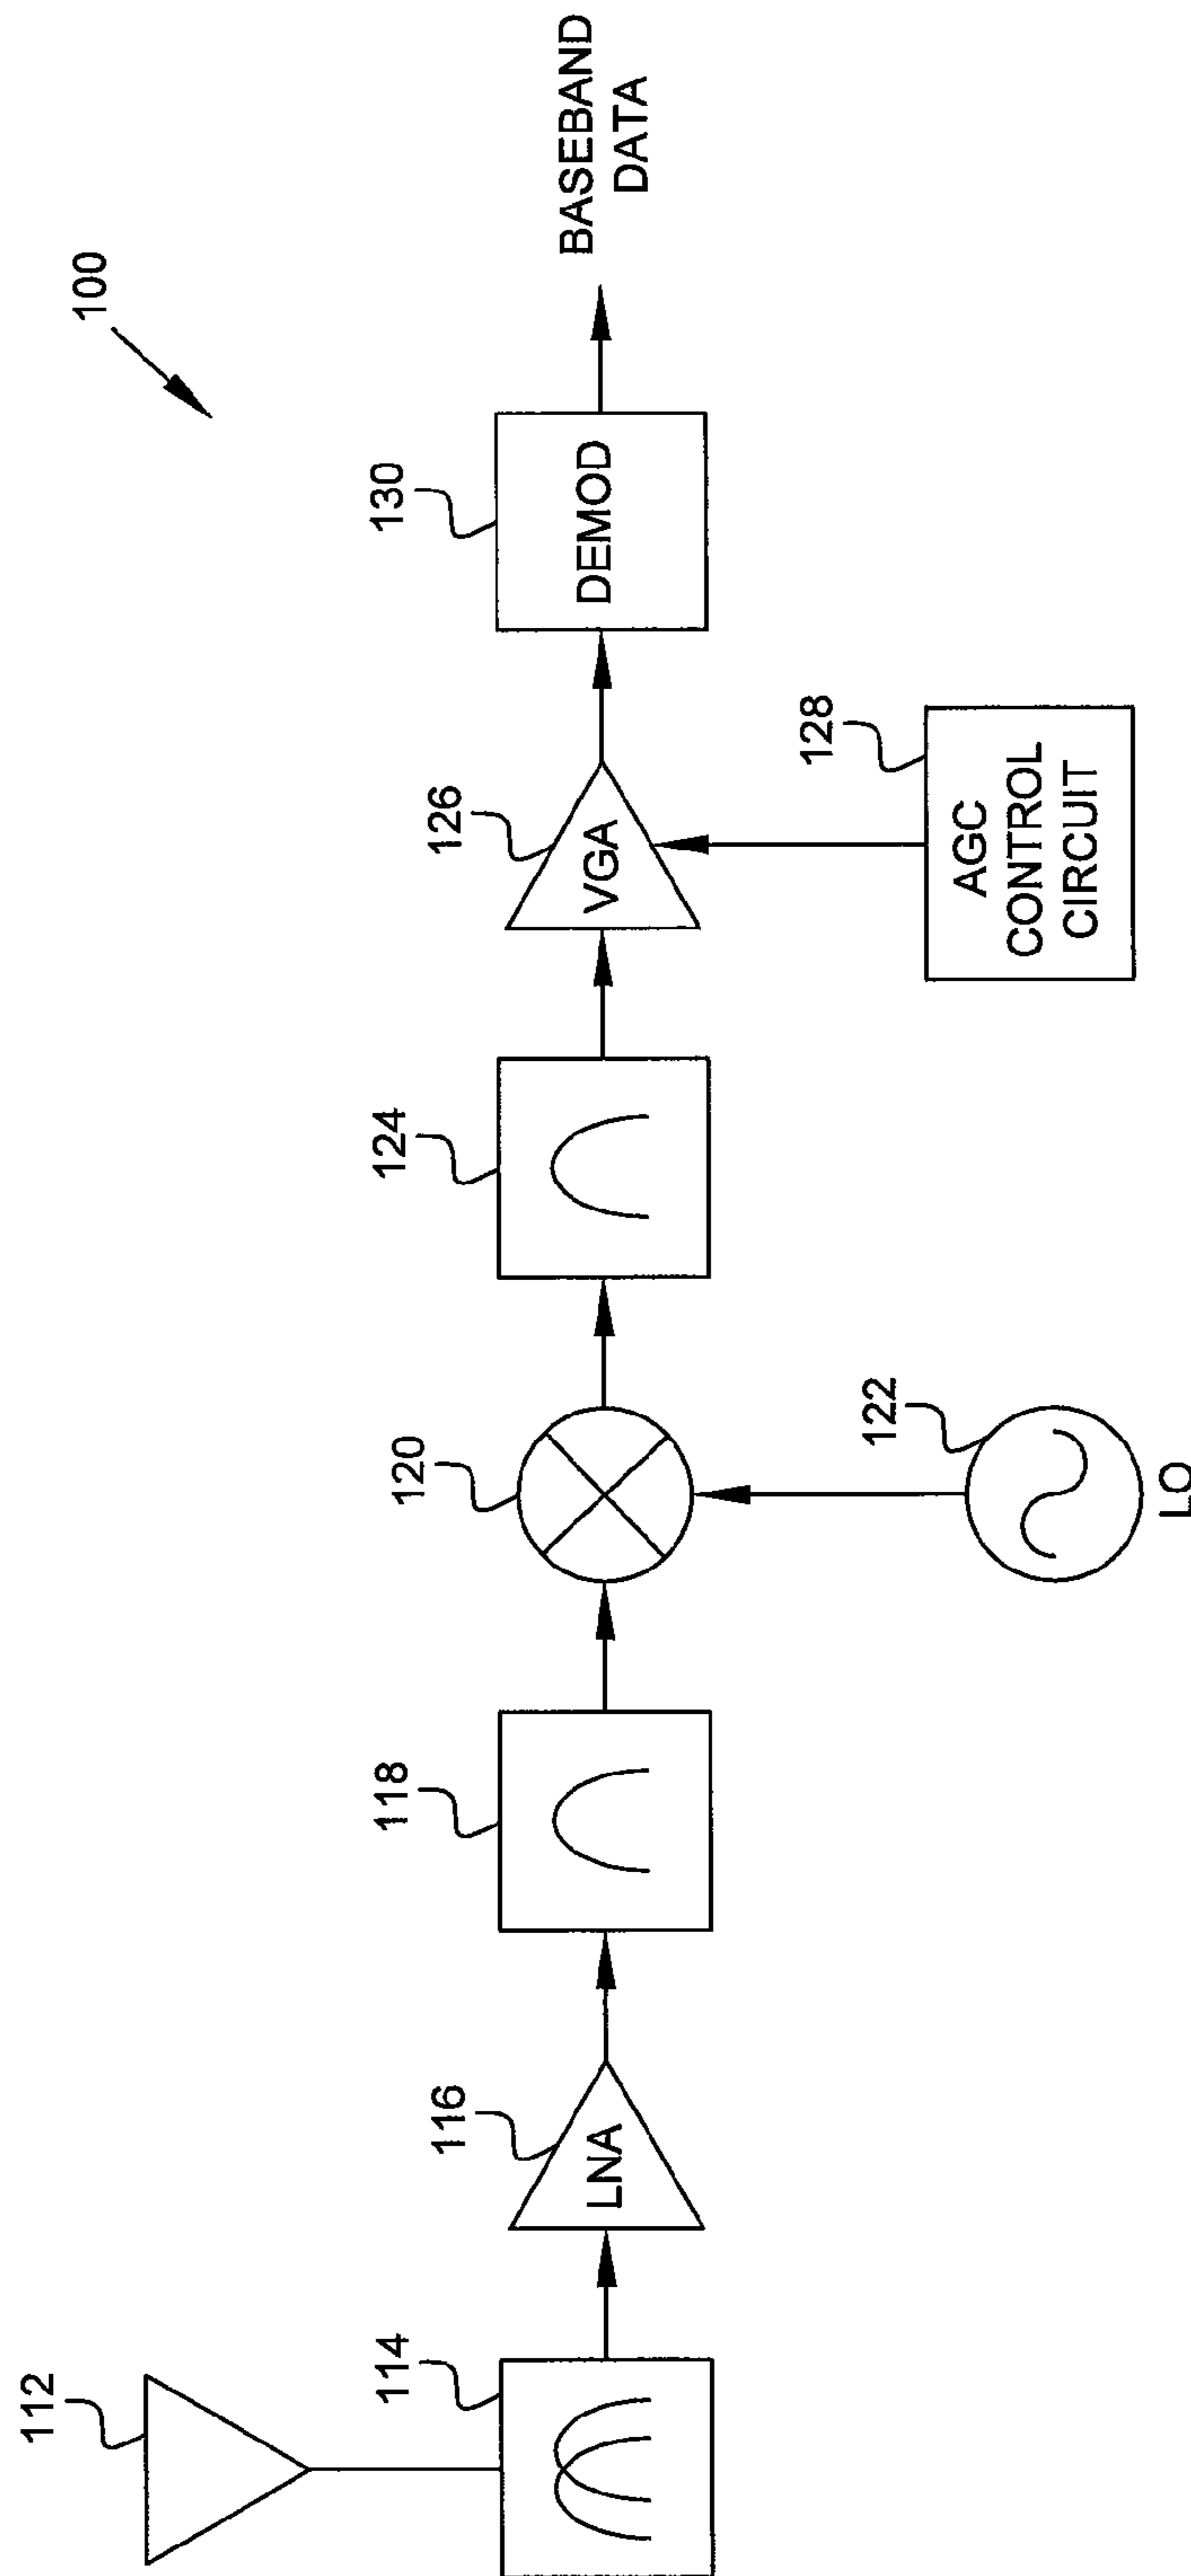 100
112
114
116
LNA
118
120
122
LO
124
126
VGA
128
AGC
CONTROL
CIRCUIT
130
DEMOD
BASEBAND
DATA